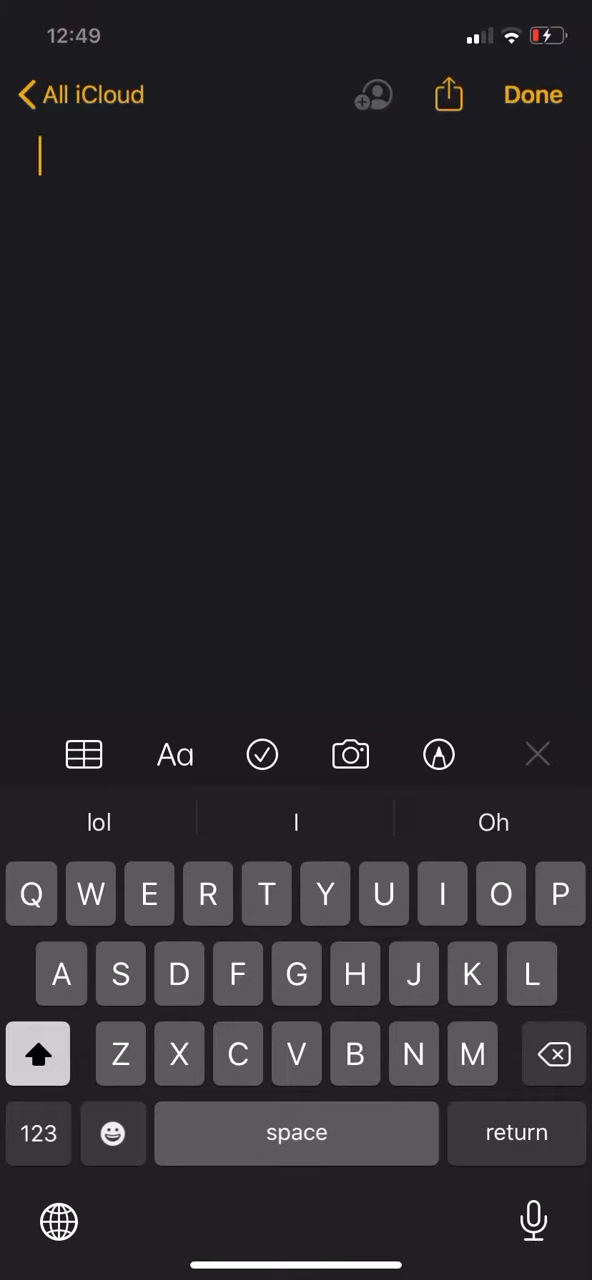 12:49
All iCloud
Done
Aa
lol I Oh
Q W E R T Y U I O P
A S D F G H J K L
Z X C V B N M
123 space return